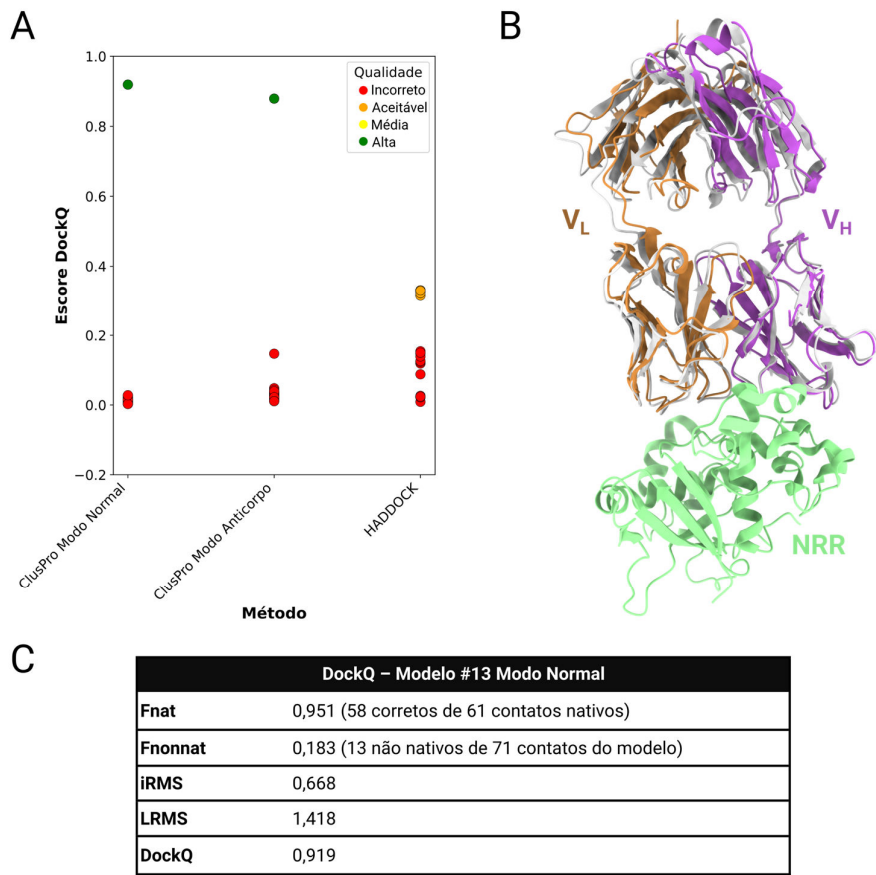 A
B
1.0
0.8
0.6
0.4
0.2
0.0
−0.2
Escore DockQ
Qualidade
Incorreto
Aceitável
Média
Alta
ClusPro Modo Normal
ClusPro Modo Anticorpo
HADDOCK
Método
VL
VH
NRR
C
DockQ – Modelo #13 Modo Normal
Fnat 0,951 (58 corretos de 61 contatos nativos)
Fnonnat 0,183 (13 não nativos de 71 contatos do modelo)
iRMS 0,668
LRMS 1,418
DockQ 0,919